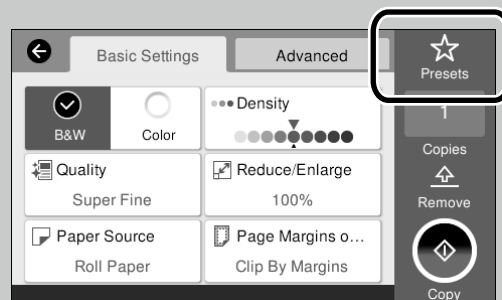 Basic Settings
Advanced
Presets
B&W
Color
Density
1
Copies
Quality
Super Fine
Reduce/Enlarge
100%
Remove
Paper Source
Roll Paper
Page Margins o...
Clip By Margins
Copy